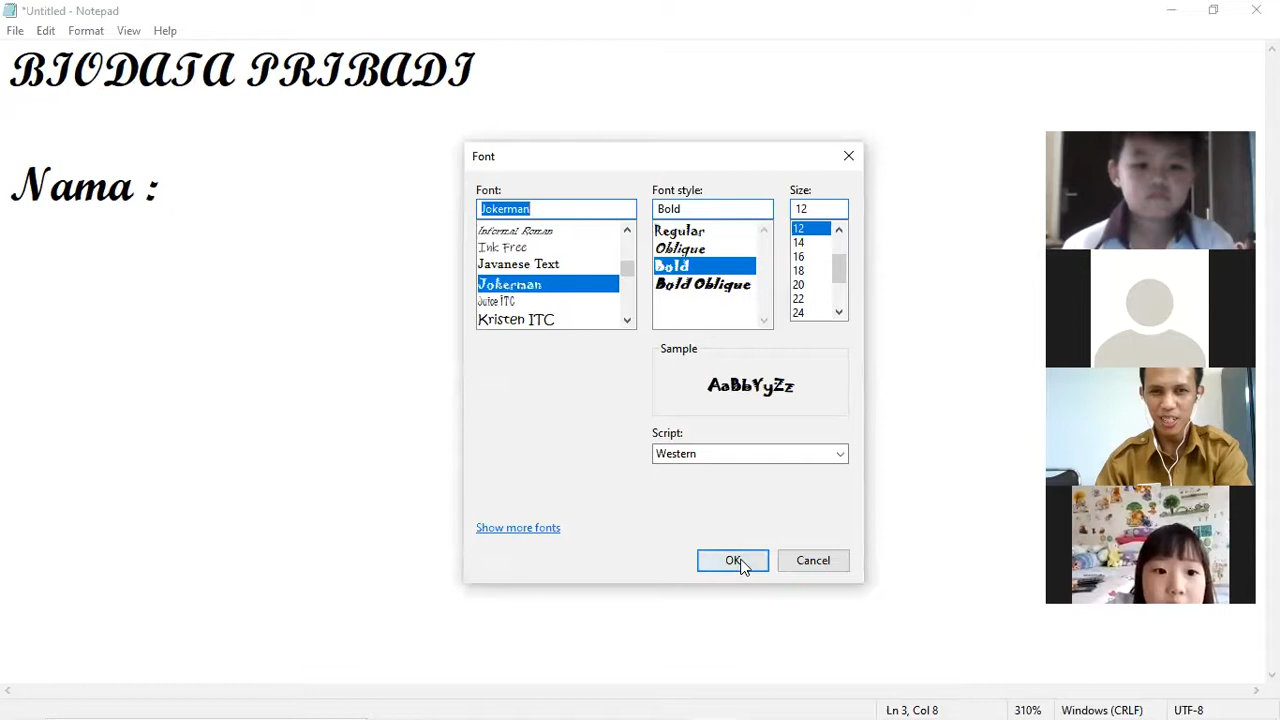 *Untitled - Notepad
File Edit Format View Help
BIODATA PRIBADI
Nama :
Font
Font: Font style: Size:
Jokerman Bold 12
Informal Roman
Ink Free
Javanese Text
Jokerman
Juice ITC
Kristen ITC
Regular
Oblique
Bold
Bold Oblique
12
14
16
18
20
22
24
Sample
AaBbYyZz
Script:
Western
Show more fonts
OK Cancel
Ln 3, Col 8 310% Windows (CRLF) UTF-8